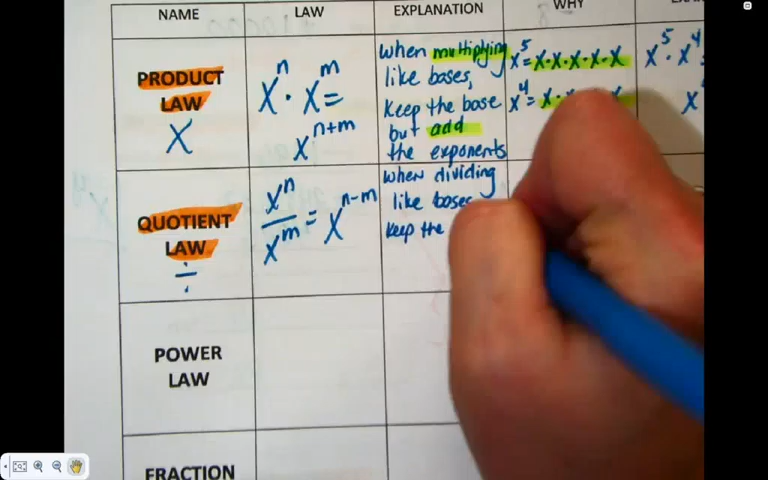 NAME
LAW
EXPLANATION
WHY
PRODUCT
LAW
X
xⁿ · xᵐ =
xⁿ⁺ᵐ
when multiplying
like bases,
keep the base
but add
the exponents
x⁵ = x·x·x·x·x
x⁴ = x·
x⁵ · x⁴
x
QUOTIENT
LAW
÷
xⁿ
xᵐ
= xⁿ⁻ᵐ
when dividing
like bases
keep the
POWER
LAW
FRACTION